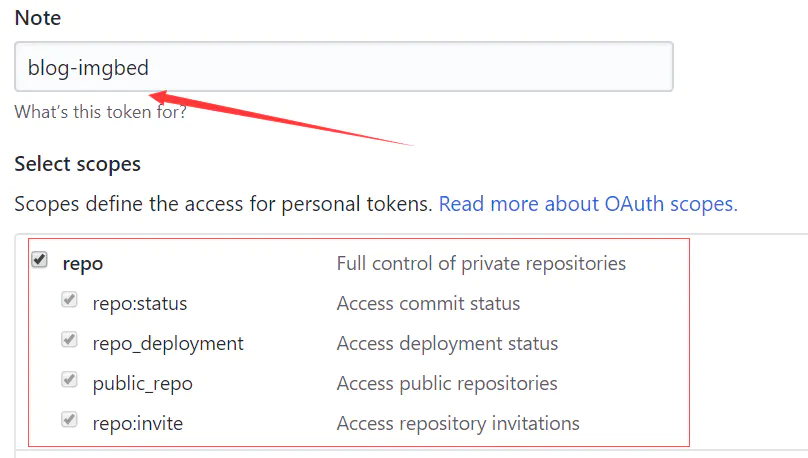 Note
blog-imgbed
What's this token for?
Select scopes
Scopes define the access for personal tokens. Read more about OAuth scopes.
repo Full control of private repositories
repo:status Access commit status
repo_deployment Access deployment status
public_repo Access public repositories
repo:invite Access repository invitations